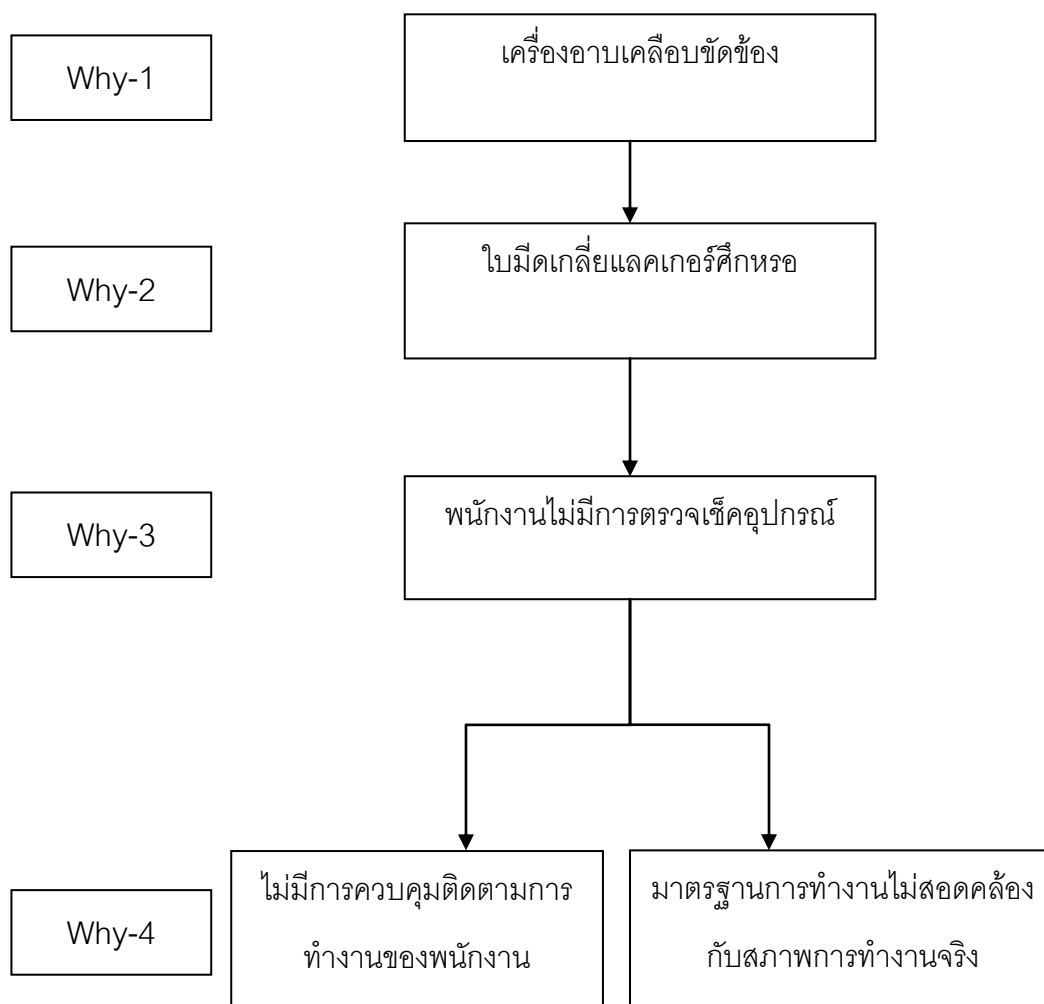 Why-1
เครื่องอาบเคลือบขัดข้อง
Why-2
ใบมีดเกลี่ยแลคเกอร์ศึกหรอ
Why-3
พนักงานไม่มีการตรวจเช็คอุปกรณ์
Why-4
ไม่มีการควบคุมติดตามการ
ทำงานของพนักงาน
มาตรฐานการทำงานไม่สอดคล้อง
กับสภาพการทำงานจริง